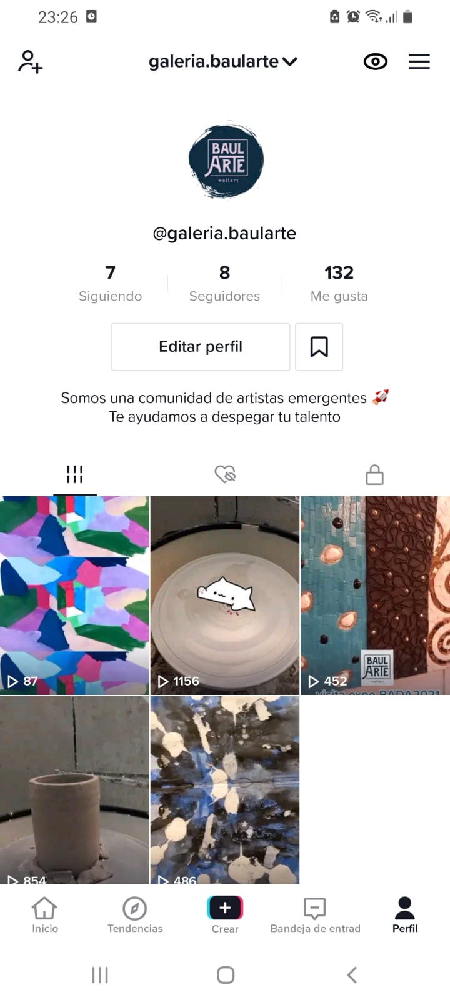 23:26
galeria.baularte
BAUL
ARTE
wallart
@galeria.baularte
7
Siguiendo
8
Seguidores
132
Me gusta
Editar perfil
Somos una comunidad de artistas emergentes 🚀
Te ayudamos a despegar tu talento
87
1156
452
BAUL
ARTE
wallart
visita expo BADA2021
854
486
Inicio
Tendencias
Crear
Bandeja de entrad
Perfil